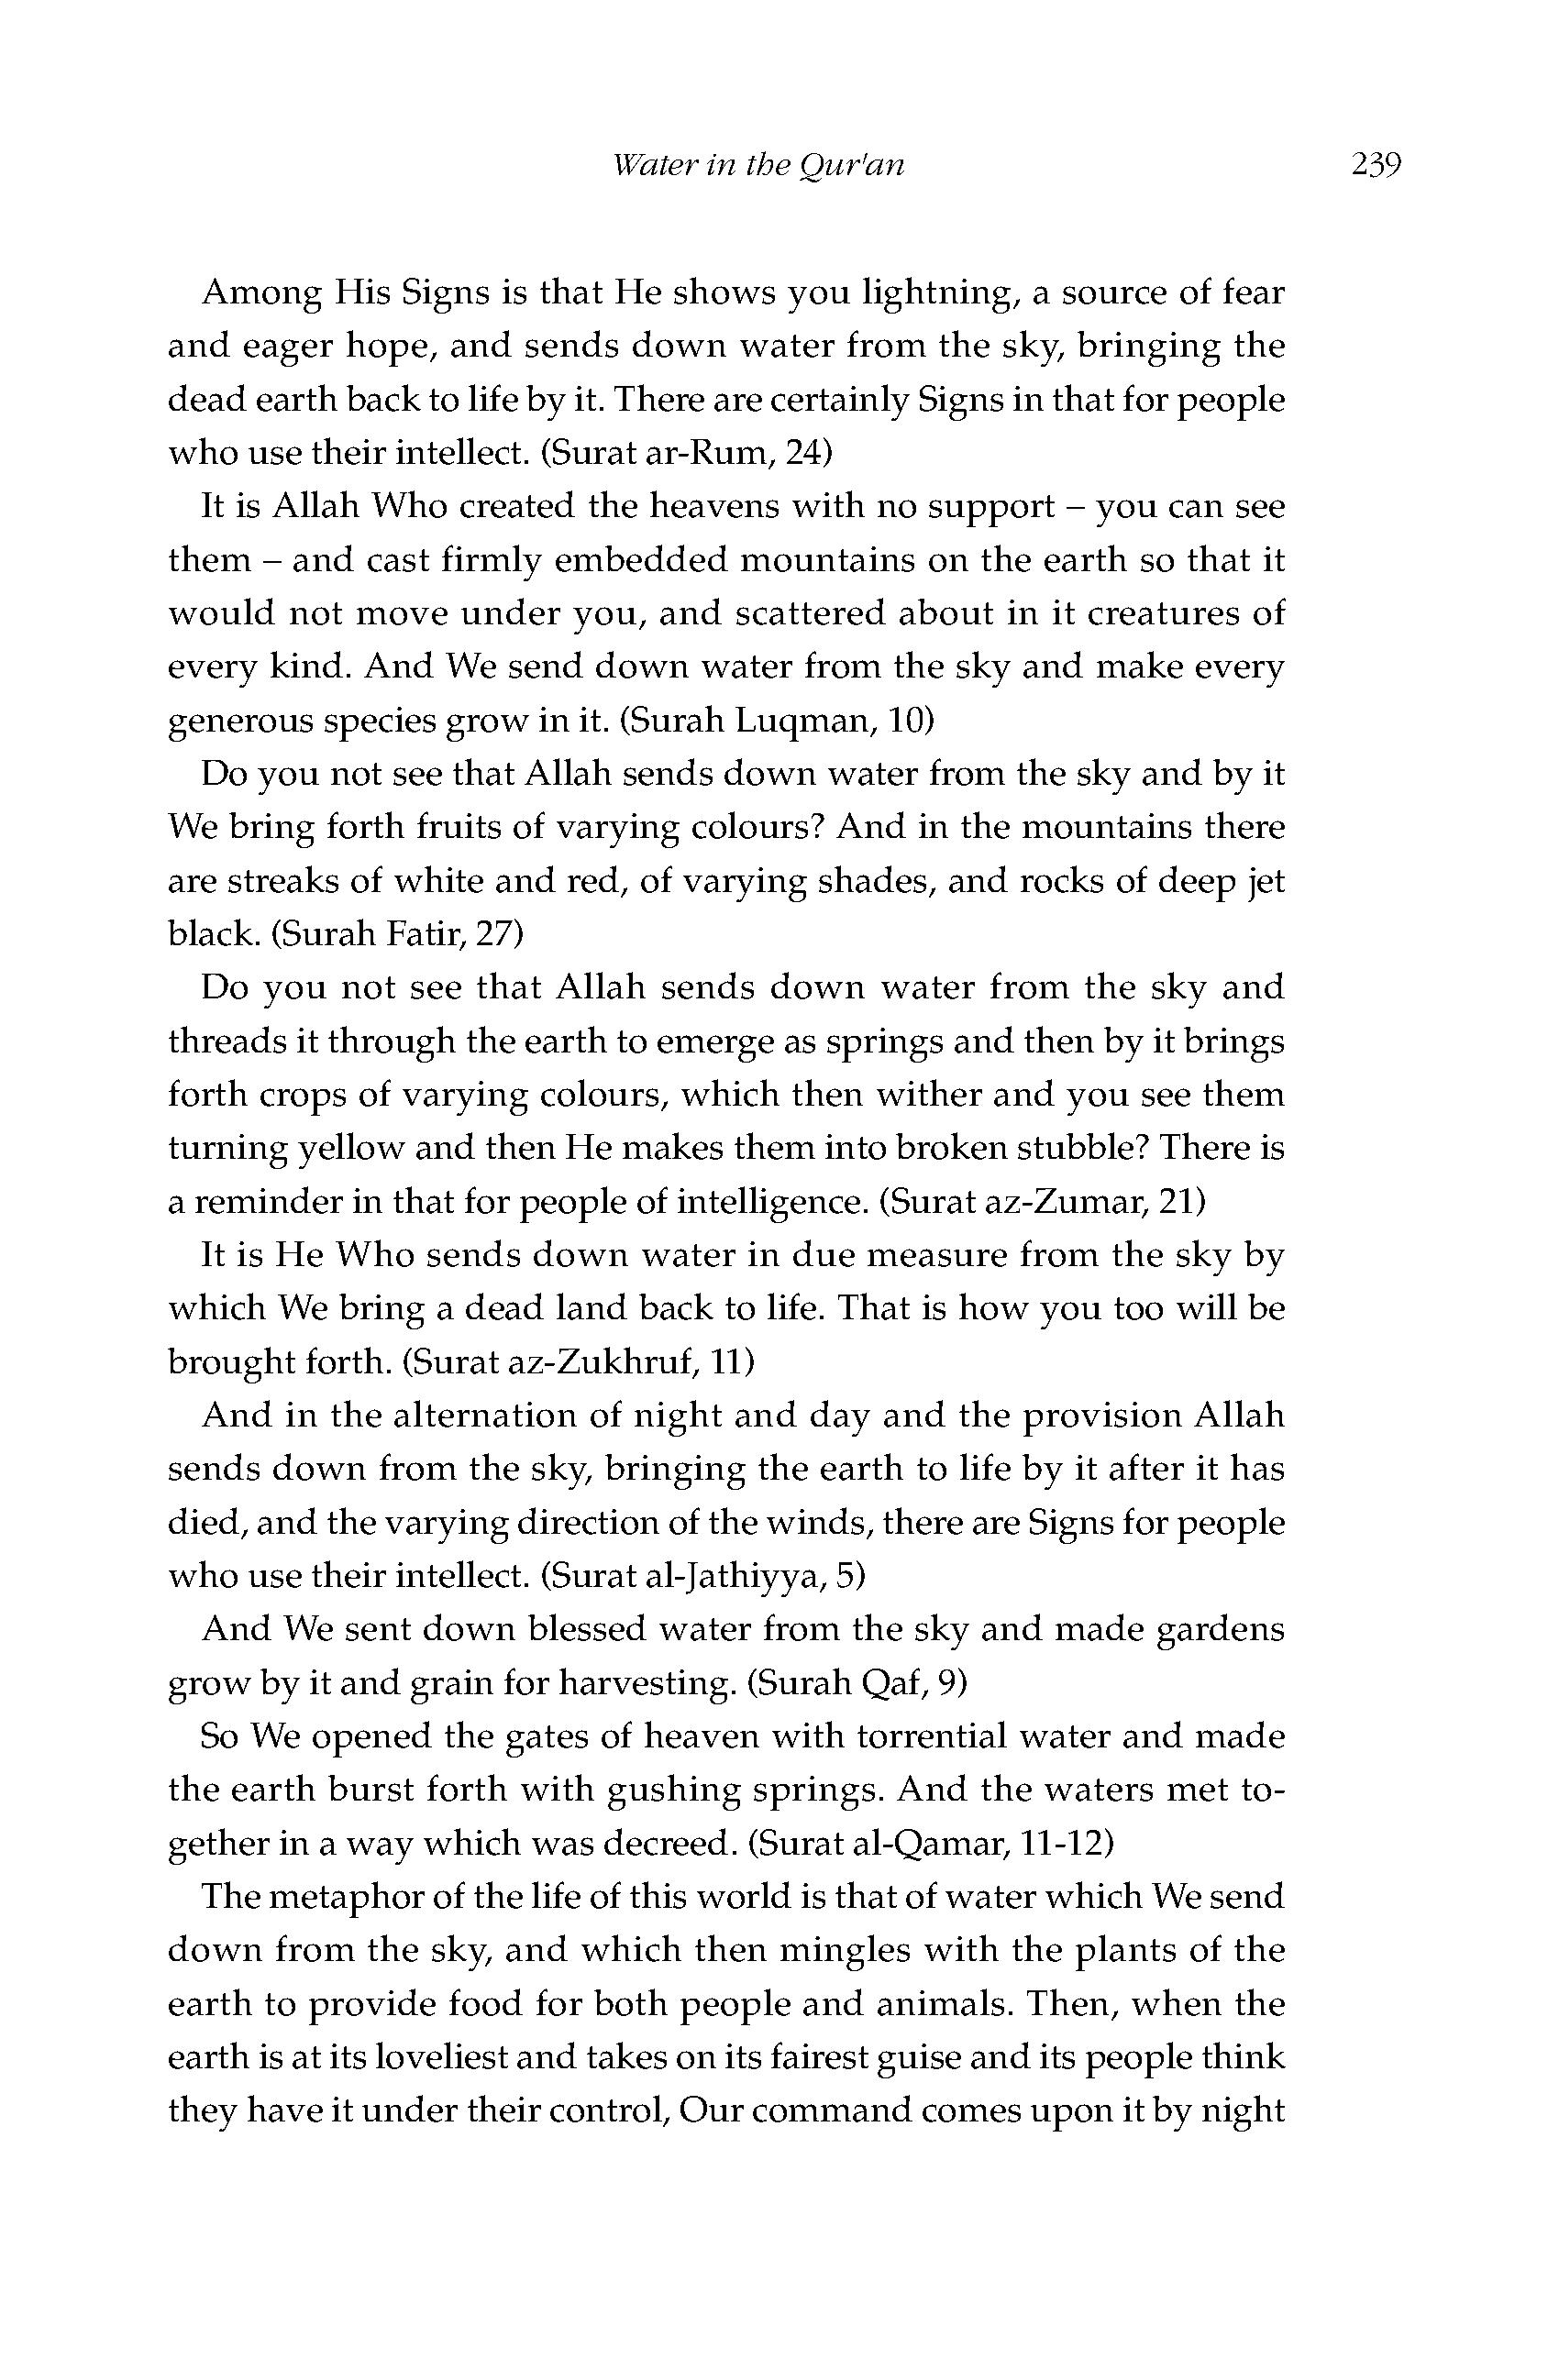 Water in the Qur'an 239
Among His Signs is that He shows you lightning, a source of fear
and eager hope, and sends down water from the sky, bringing the
dead earth back to life by it. There are certainly Signs in that for people
who use their intellect. (Surat ar-Rum, 24)
It is Allah Who created the heavens with no support – you can see
them – and cast firmly embedded mountains on the earth so that it
would not move under you, and scattered about in it creatures of
every kind. And We send down water from the sky and make every
generous species grow in it. (Surah Luqman, 10)
Do you not see that Allah sends down water from the sky and by it
We bring forth fruits of varying colours? And in the mountains there
are streaks of white and red, of varying shades, and rocks of deep jet
black. (Surah Fatir, 27)
Do you not see that Allah sends down water from the sky and
threads it through the earth to emerge as springs and then by it brings
forth crops of varying colours, which then wither and you see them
turning yellow and then He makes them into broken stubble? There is
a reminder in that for people of intelligence. (Surat az-Zumar, 21)
It is He Who sends down water in due measure from the sky by
which We bring a dead land back to life. That is how you too will be
brought forth. (Surat az-Zukhruf, 11)
And in the alternation of night and day and the provision Allah
sends down from the sky, bringing the earth to life by it after it has
died, and the varying direction of the winds, there are Signs for people
who use their intellect. (Surat al-Jathiyya, 5)
And We sent down blessed water from the sky and made gardens
grow by it and grain for harvesting. (Surah Qaf, 9)
So We opened the gates of heaven with torrential water and made
the earth burst forth with gushing springs. And the waters met to-
gether in a way which was decreed. (Surat al-Qamar, 11-12)
The metaphor of the life of this world is that of water which We send
down from the sky, and which then mingles with the plants of the
earth to provide food for both people and animals. Then, when the
earth is at its loveliest and takes on its fairest guise and its people think
they have it under their control, Our command comes upon it by night